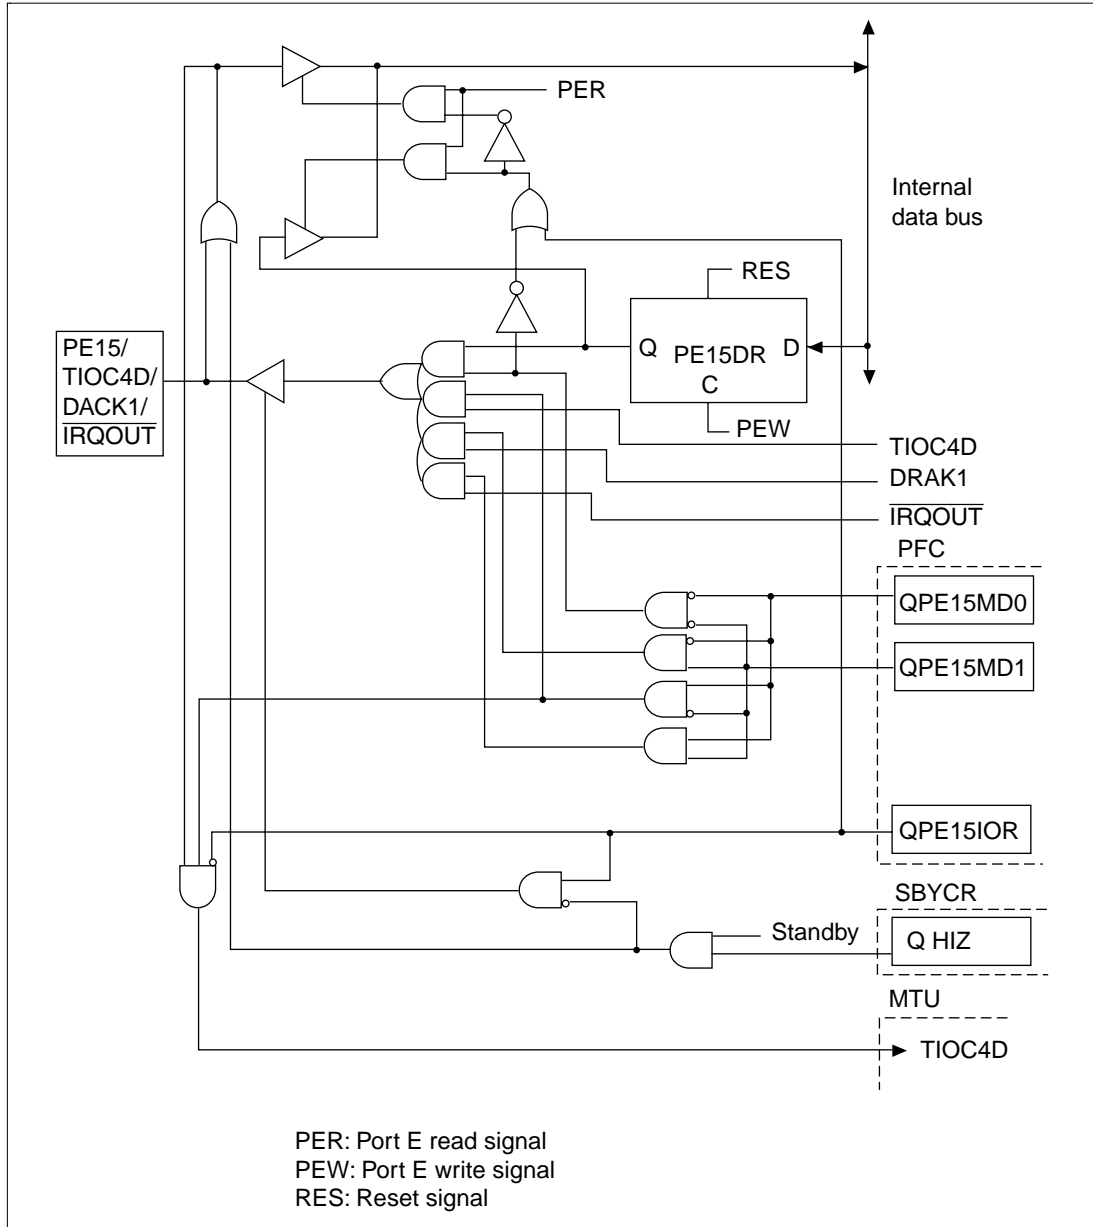 PER
Internal
data bus
RES
PE15/
TIOC4D/
DACK1/
IRQOUT
Q PE15DR D
C
PEW
TIOC4D
DRAK1
IRQOUT
PFC
QPE15MD0
QPE15MD1
QPE15IOR
SBYCR
Standby
Q HIZ
MTU
TIOC4D
PER: Port E read signal
PEW: Port E write signal
RES: Reset signal